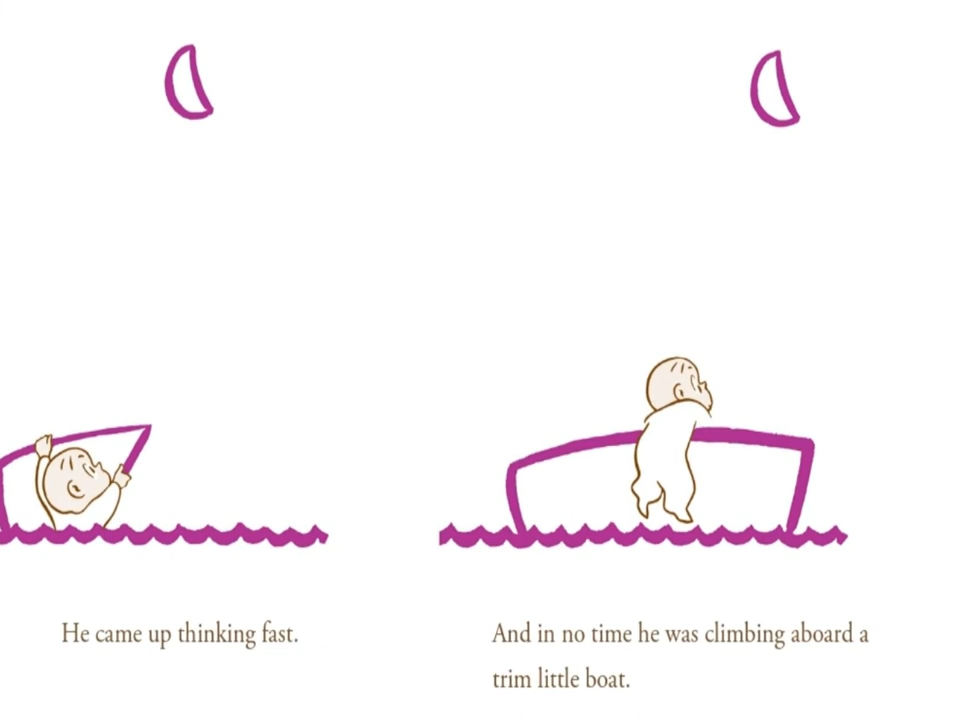 He came up thinking fast.
And in no time he was climbing aboard a
trim little boat.